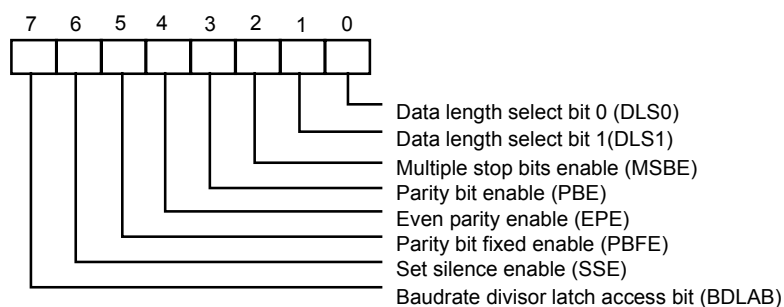 7 6 5 4 3 2 1 0
Data length select bit 0 (DLS0)
Data length select bit 1(DLS1)
Multiple stop bits enable (MSBE)
Parity bit enable (PBE)
Even parity enable (EPE)
Parity bit fixed enable (PBFE)
Set silence enable (SSE)
Baudrate divisor latch access bit (BDLAB)